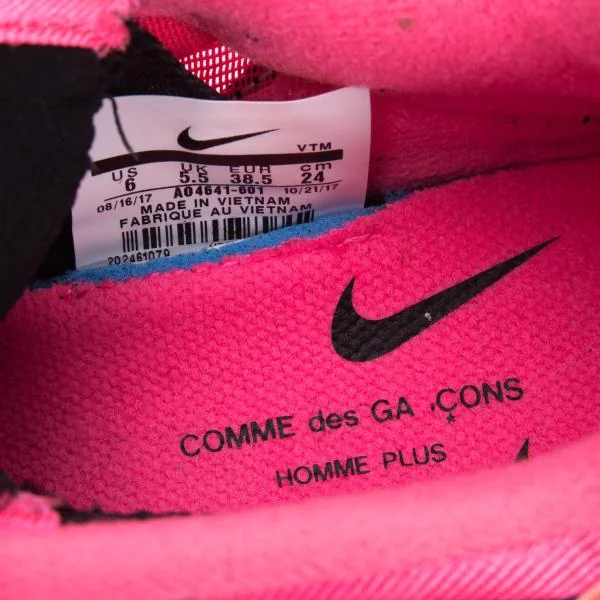 VTM
US UK EUR cm
6 5.5 38.5 24
08/16/17 AO4641-601 10/21/17
MADE IN VIETNAM
FABRIQUE AU VIETNAM
202461079
COMME des GA ÇONS
HOMME PLUS